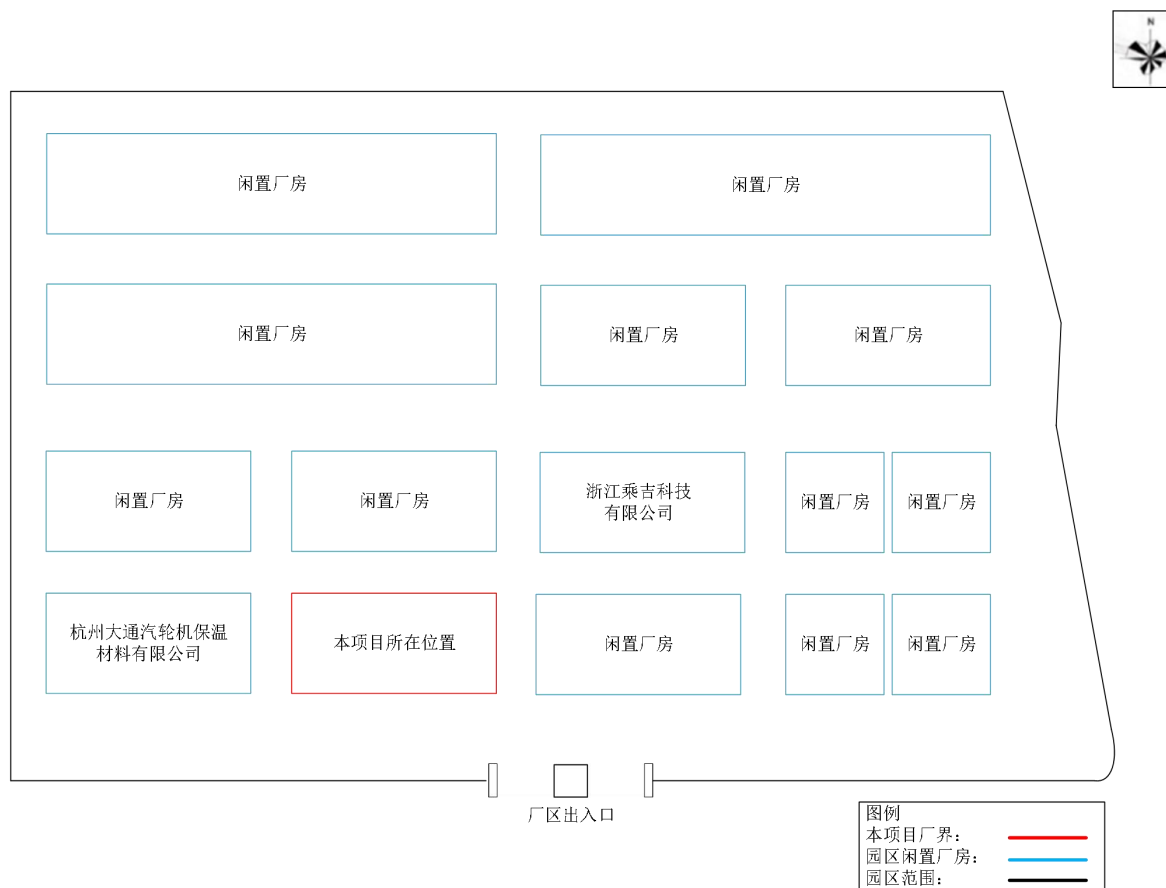 N
闲置厂房
闲置厂房
闲置厂房
闲置厂房
闲置厂房
闲置厂房
闲置厂房
浙江乘吉科技
有限公司
闲置厂房
闲置厂房
杭州大通汽轮机保温
材料有限公司
本项目所在位置
闲置厂房
闲置厂房
闲置厂房
厂区出入口
图例
本项目厂界：
园区闲置厂房：
园区范围：